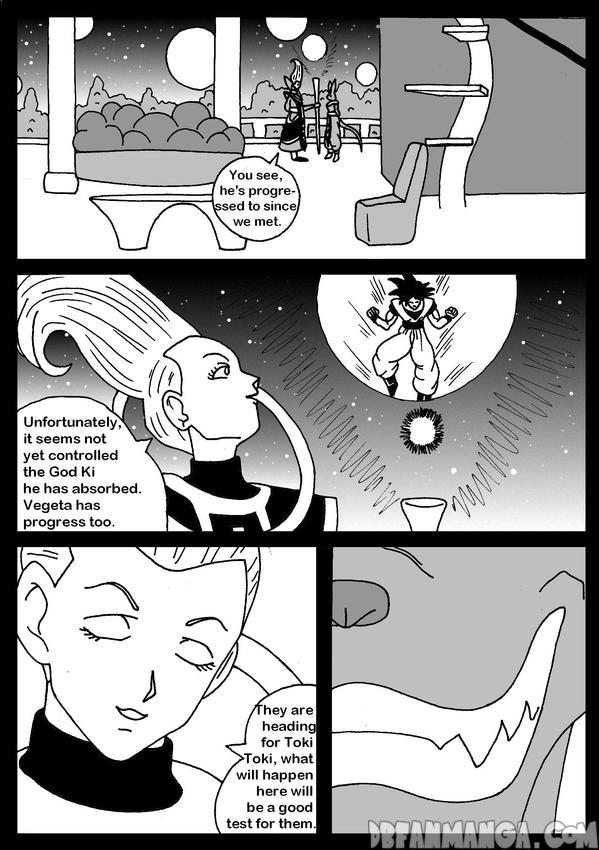 You see,
he's progre-
ssed to since
we met.
Unfortunately,
it seems not
yet controlled
the God Ki
he has absorbed.
Vegeta has
progress too.
They are
heading
for Toki
Toki, what
will happen
here will
be a good
test for them.
DBFANMANGA.COM